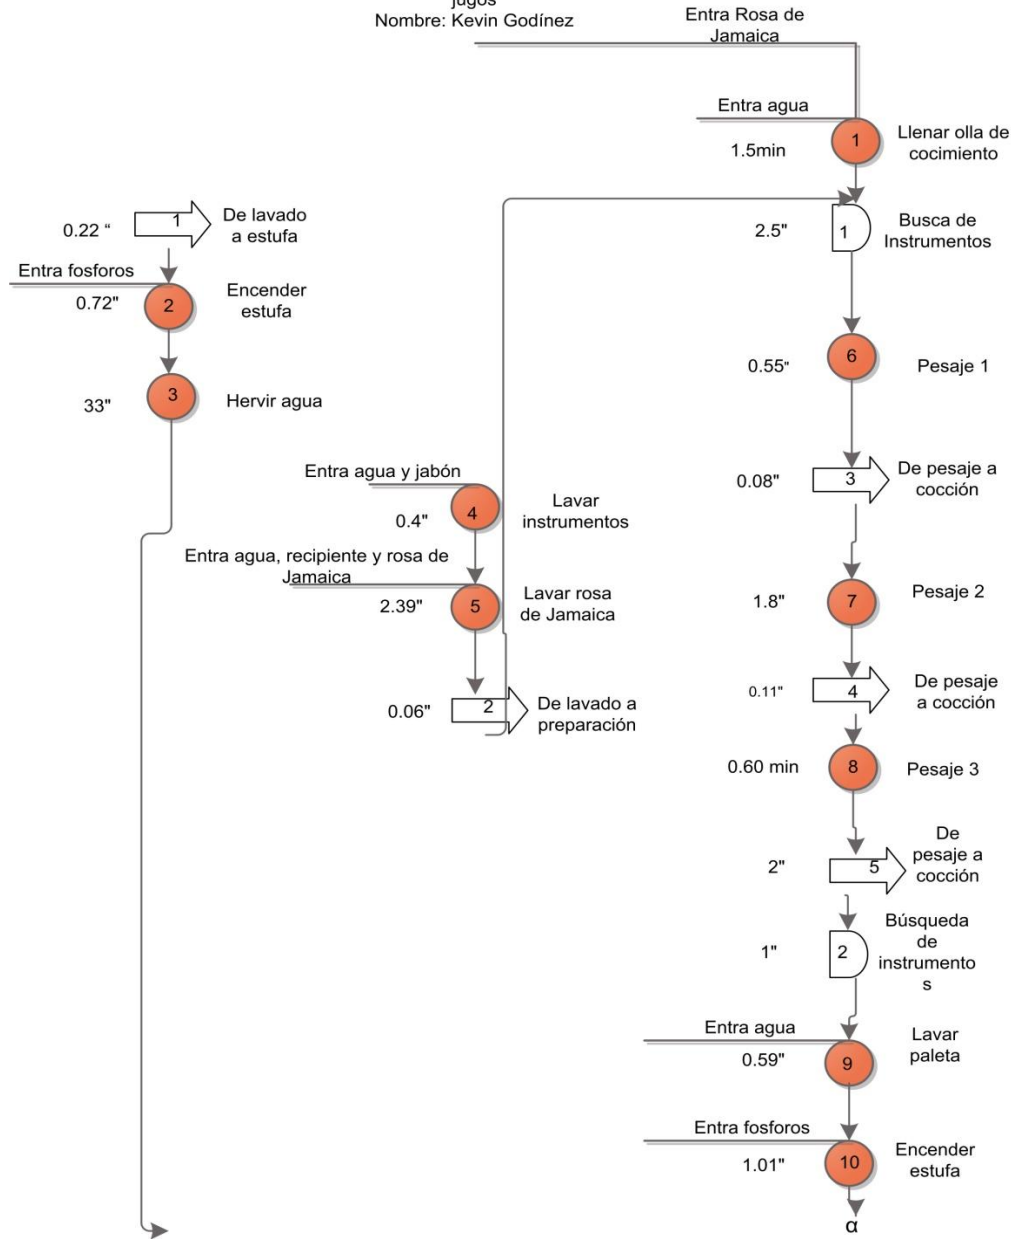 jugos
Nombre: Kevin Godínez
Entra Rosa de
Jamaica
Entra agua
1.5min
1
Llenar olla de
cocimiento
0.22 “
1
De lavado
a estufa
Entra fosforos
0.72"
2
Encender
estufa
33"
3
Hervir agua
Entra agua y jabón
0.4"
4
Lavar
instrumentos
Entra agua, recipiente y rosa de
Jamaica
2.39"
5
Lavar rosa
de Jamaica
0.06"
2
De lavado a
preparación
2.5"
1
Busca de
Instrumentos
0.55"
6
Pesaje 1
0.08"
3
De pesaje a
cocción
1.8"
7
Pesaje 2
0.11"
4
De pesaje
a cocción
0.60 min
8
Pesaje 3
2"
5
De
pesaje a
cocción
1"
2
Búsqueda
de
instrumento
s
Entra agua
0.59"
9
Lavar
paleta
Entra fosforos
1.01"
10
Encender
estufa
α